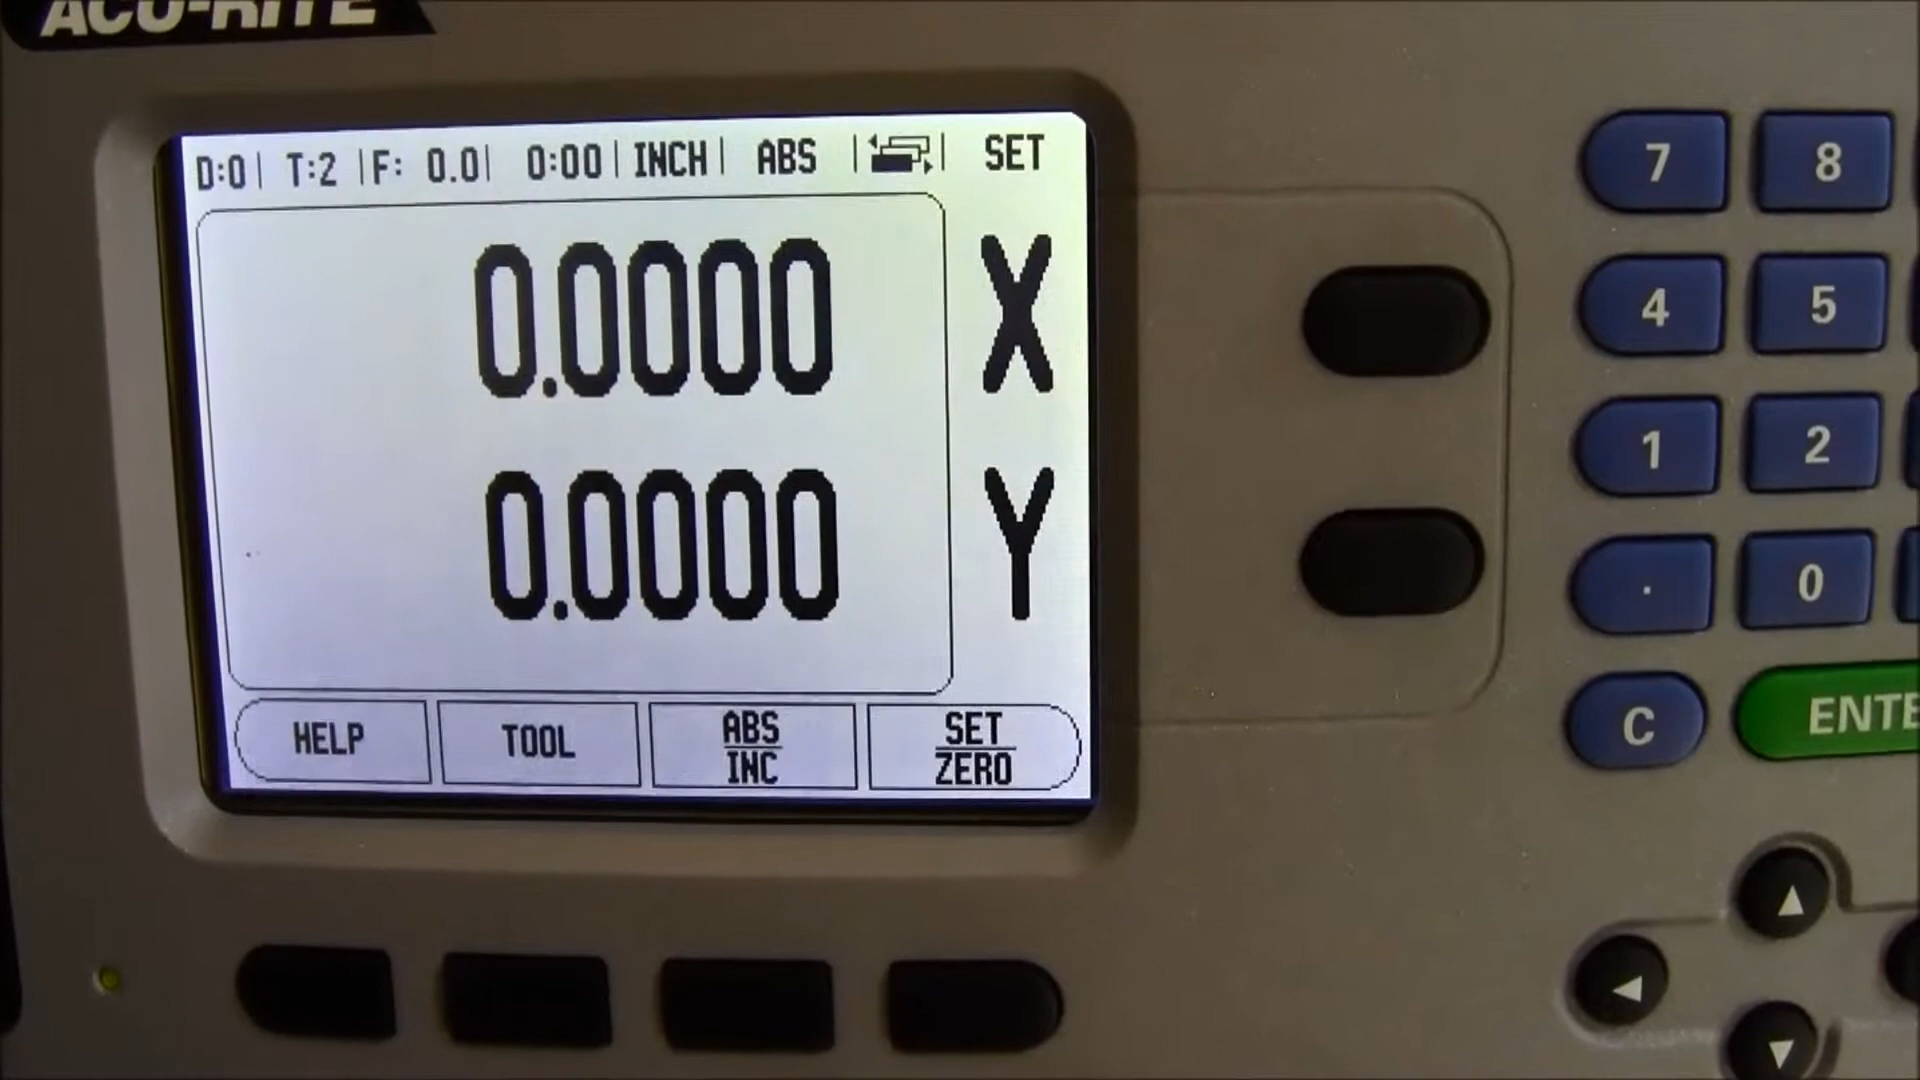 ACU-RITE
D:0 T:2 F: 0.0 0:00 INCH ABS SET
0.0000 X
0.0000 Y
HELP TOOL ABS INC SET ZERO
7 8
4 5
1 2
. 0
C ENTE